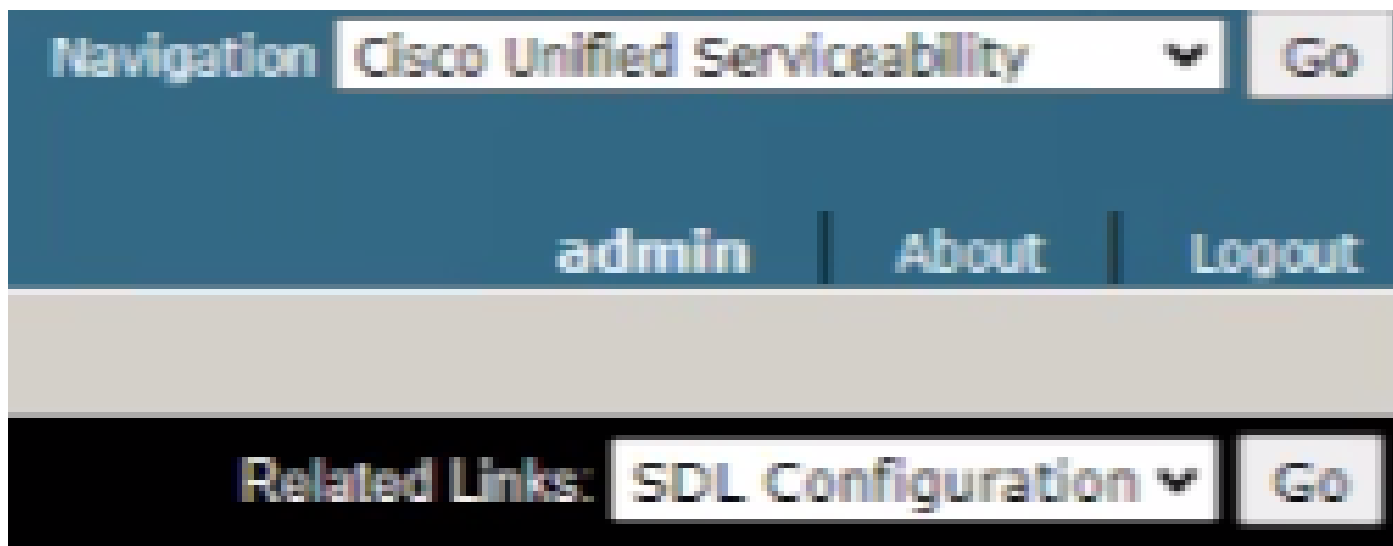 Navigation Cisco Unified Serviceability Go
admin About Logout
Related Links: SDL Configuration Go